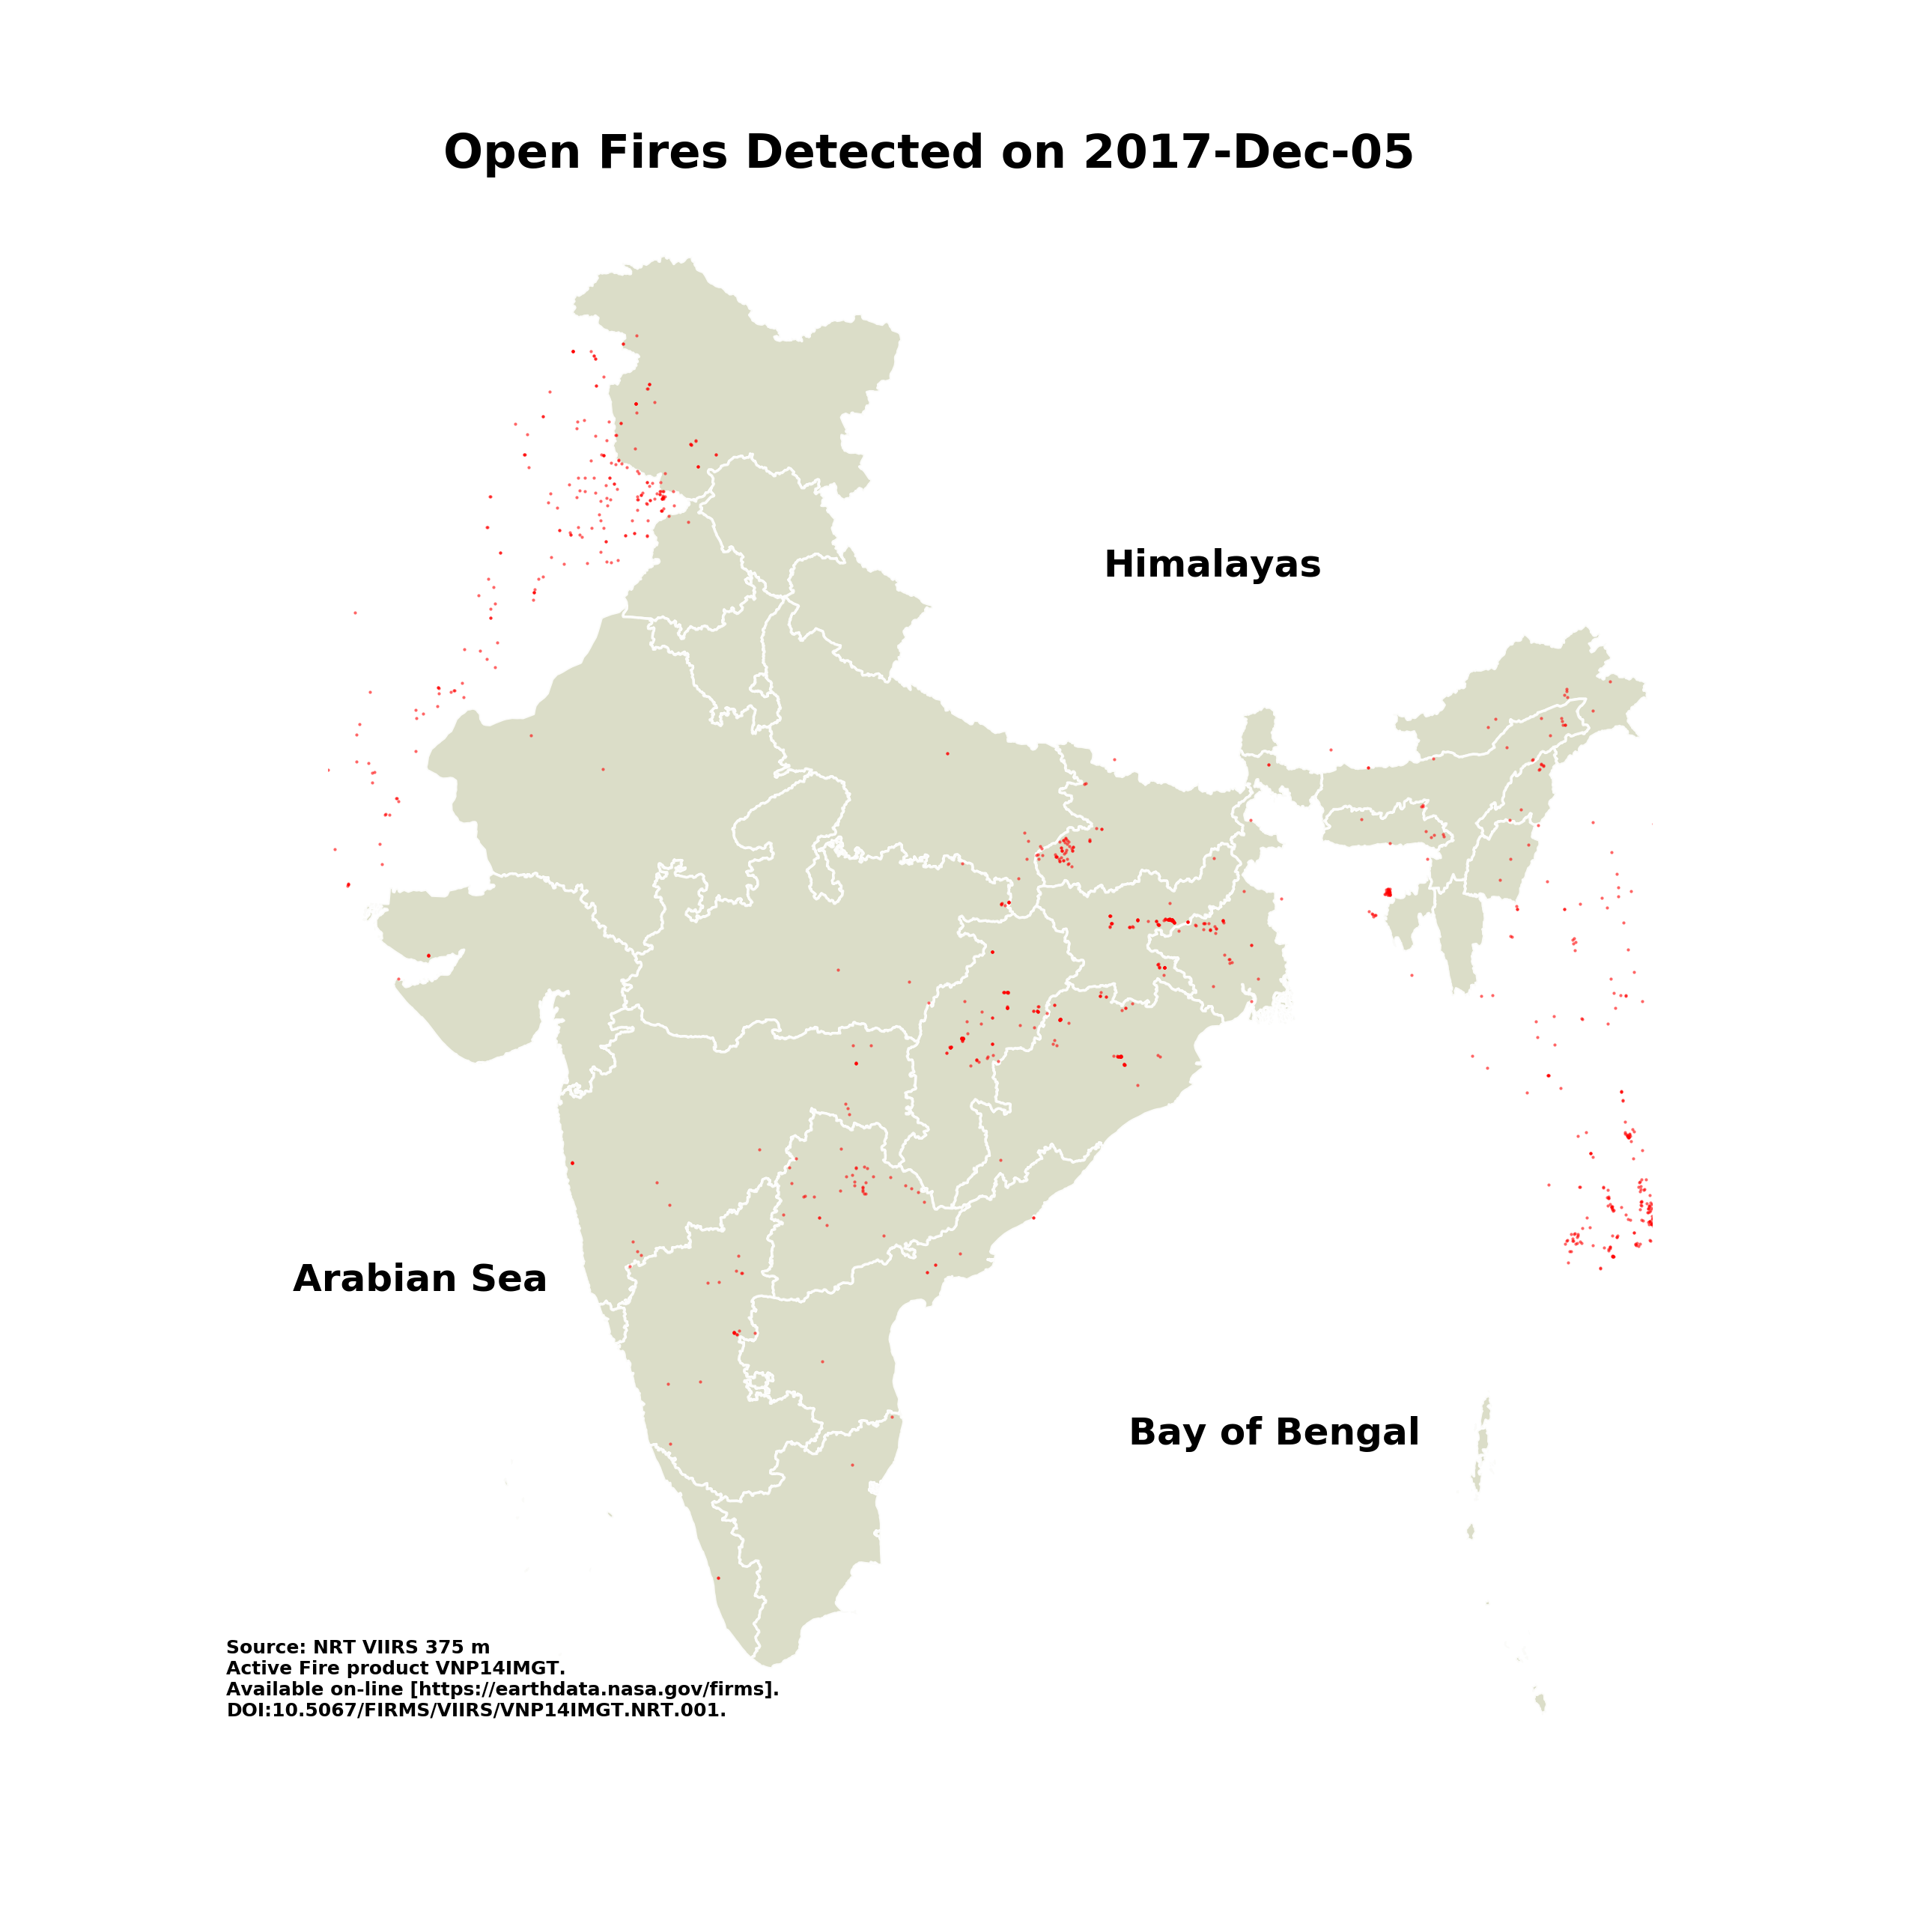 Open Fires Detected on 2017-Dec-05
Himalayas
Arabian Sea
Bay of Bengal
Source: NRT VIIRS 375 m
Active Fire product VNP14IMGT.
Available on-line [https://earthdata.nasa.gov/firms].
DOI:10.5067/FIRMS/VIIRS/VNP14IMGT.NRT.001.